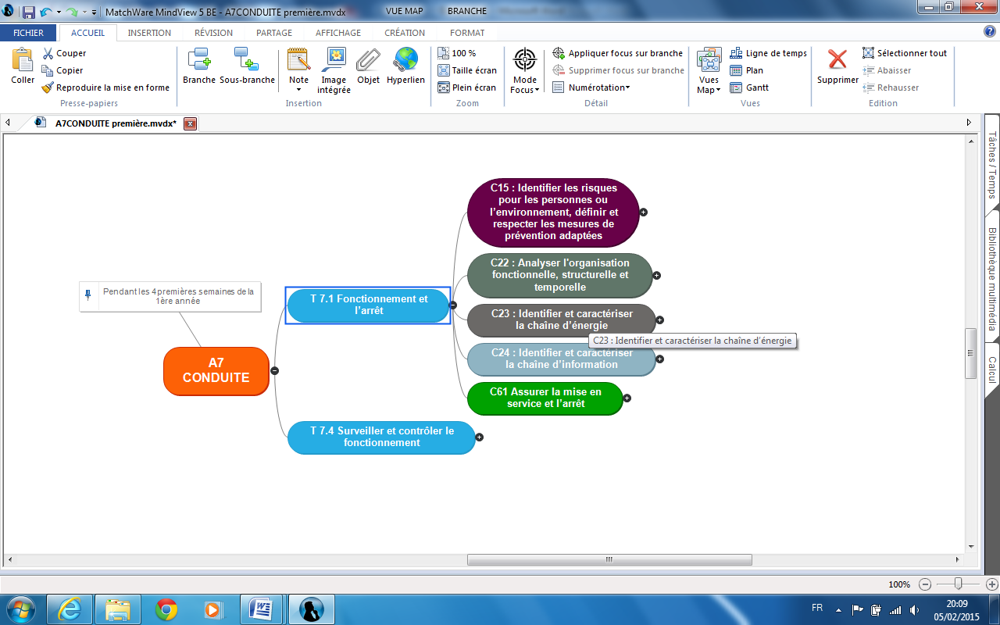 MatchWare MindView 5 BE - A7CONDUITE première.mvdx
VUE MAP
BRANCHE
FICHIER
ACCUEIL
INSERTION
RÉVISION
PARTAGE
AFFICHAGE
CRÉATION
FORMAT
Coller
Couper
Copier
Reproduire la mise en forme
Presse-papiers
Branche
Sous-branche
Note
Image
intégrée
Objet
Hyperlien
Insertion
100 %
Taille écran
Plein écran
Zoom
Mode
Focus
Appliquer focus sur branche
Supprimer focus sur branche
Numérotation
Détail
Vues
Map
Ligne de temps
Plan
Gantt
Vues
Supprimer
Sélectionner tout
Abaisser
Rehausser
Edition
A7CONDUITE première.mvdx*
Pendant les 4 premières semaines de la
1ère année
A7
CONDUITE
T 7.1 Fonctionnement et
l’arrêt
C15 : Identifier les risques
pour les personnes ou
l’environnement, définir et
respecter les mesures de
prévention adaptées
C22 : Analyser l'organisation
fonctionnelle, structurelle et
temporelle
C23 : Identifier et caractériser
la chaîne d’énergie
C23 : Identifier et caractériser la chaîne d’énergie
C24 : Identifier et caractériser
la chaîne d’information
C61 Assurer la mise en
service et l’arrêt
T 7.4 Surveiller et contrôler le
fonctionnement
Tâches / Temps
Bibliothèque multimédia
Calcul
100%
FR
20:09
05/02/2015